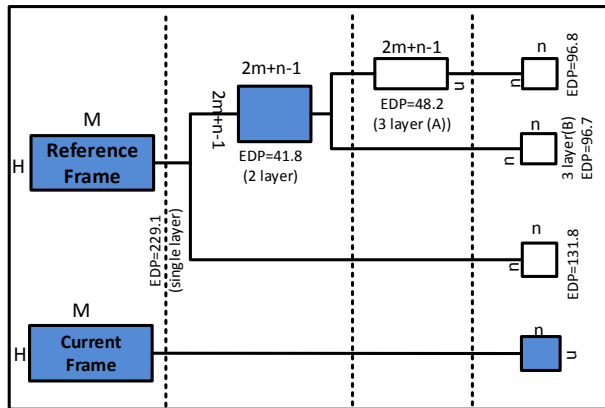 2m+n-1
n
EDP=96.8
2m+n-1
2m+n-1
n
n
EDP=48.2
(3 layer (A))
M
n
H
Reference
Frame
EDP=41.8
(2 layer)
n
3 layer(B)
EDP=96.7
EDP=229.1
(single layer)
n
n
EDP=131.8
M
H
Current
Frame
n
n